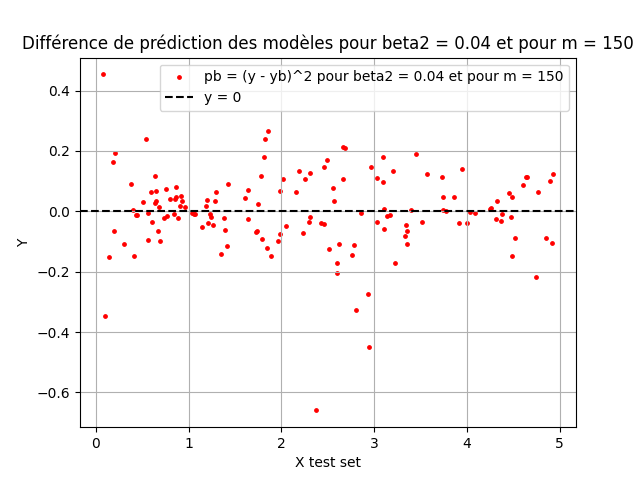 Différence de prédiction des modèles pour beta2 = 0.04 et pour m = 150
pb = (y - yb)^2 pour beta2 = 0.04 et pour m = 150
y = 0
0.4
0.2
0.0
−0.2
−0.4
−0.6
Y
0 1 2 3 4 5
X test set